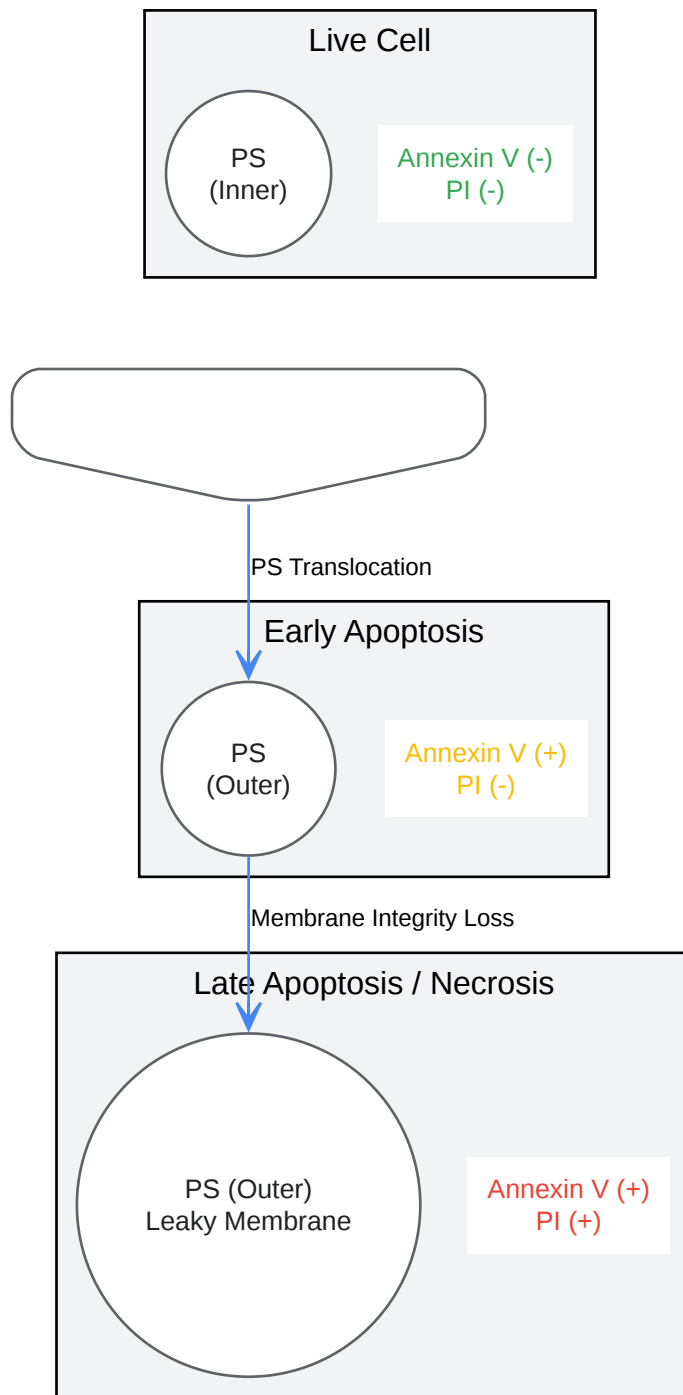 Live Cell
PS
(Inner)
Annexin V (-)
PI (-)
PS Translocation
Early Apoptosis
PS
(Outer)
Annexin V (+)
PI (-)
Membrane Integrity Loss
Late Apoptosis / Necrosis
PS (Outer)
Leaky Membrane
Annexin V (+)
PI (+)